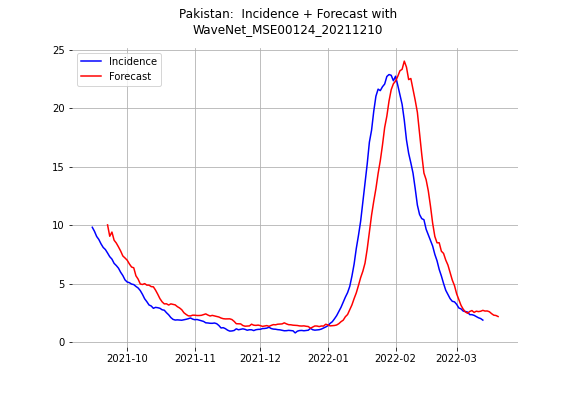 Pakistan:  Incidence + Forecast with
WaveNet_MSE00124_20211210
25
Incidence
Forecast
20
15
10
5
0
2021-10 2021-11 2021-12 2022-01 2022-02 2022-03